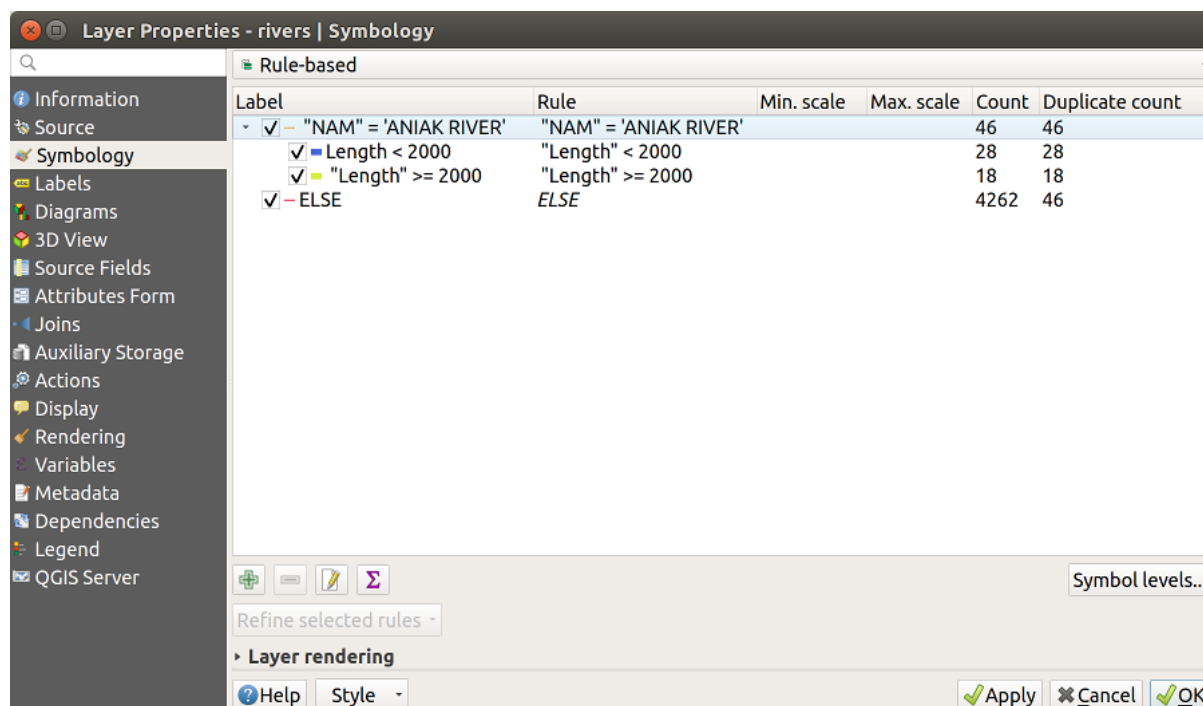 Layer Properties - rivers | Symbology
Rule-based
Information
Source
Symbology
Labels
Diagrams
3D View
Source Fields
Attributes Form
Joins
Auxiliary Storage
Actions
Display
Rendering
Variables
Metadata
Dependencies
Legend
QGIS Server
Label Rule Min. scale Max. scale Count Duplicate count
"NAM" = 'ANIAK RIVER' "NAM" = 'ANIAK RIVER' 46 46
Length < 2000 "Length" < 2000 28 28
"Length" >= 2000 "Length" >= 2000 18 18
ELSE ELSE 4262 46
Symbol levels..
Refine selected rules
Layer rendering
Help Style Apply Cancel OK